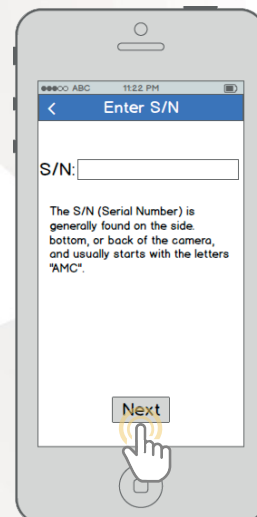 ABC 11:22 PM
Enter S/N
S/N:
The S/N (Serial Number) is
generally found on the side.
bottom, or back of the camera,
and usually starts with the letters
"AMC".
Next